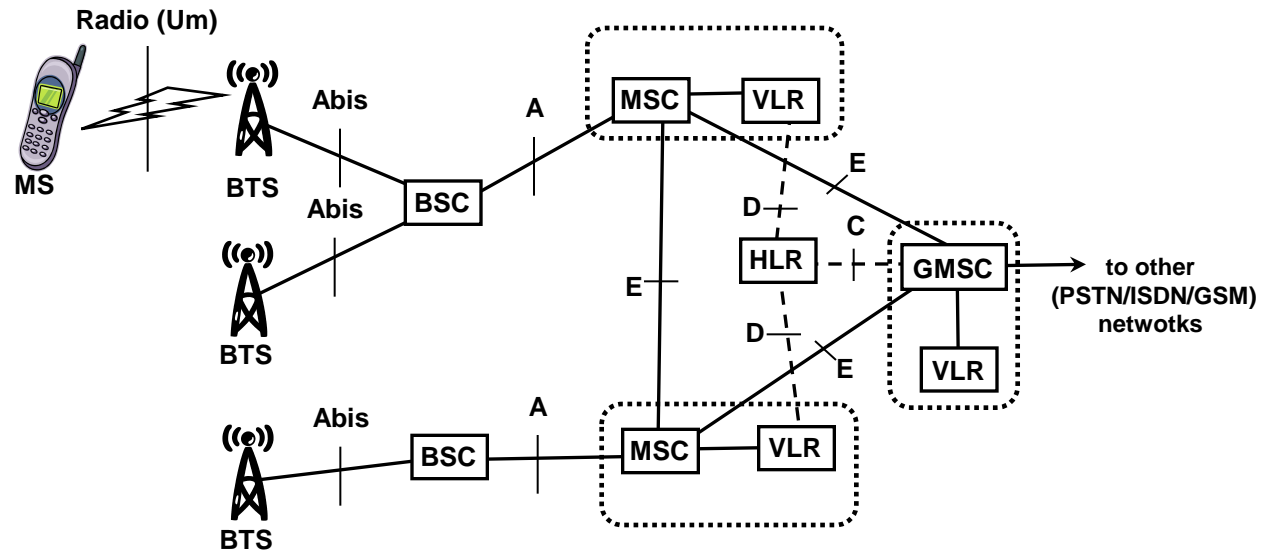 Radio (Um)
MS
BTS
Abis
Abis
BTS
BSC
A
MSC
VLR
E
D
HLR
C
GMSC
to other
(PSTN/ISDN/GSM)
netwotks
E
D
E
VLR
BTS
Abis
BSC
A
MSC
VLR